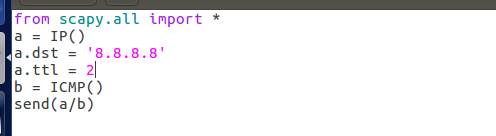 from scapy.all import *
a = IP()
a.dst = '8.8.8.8'
a.ttl = 2
b = ICMP()
send(a/b)